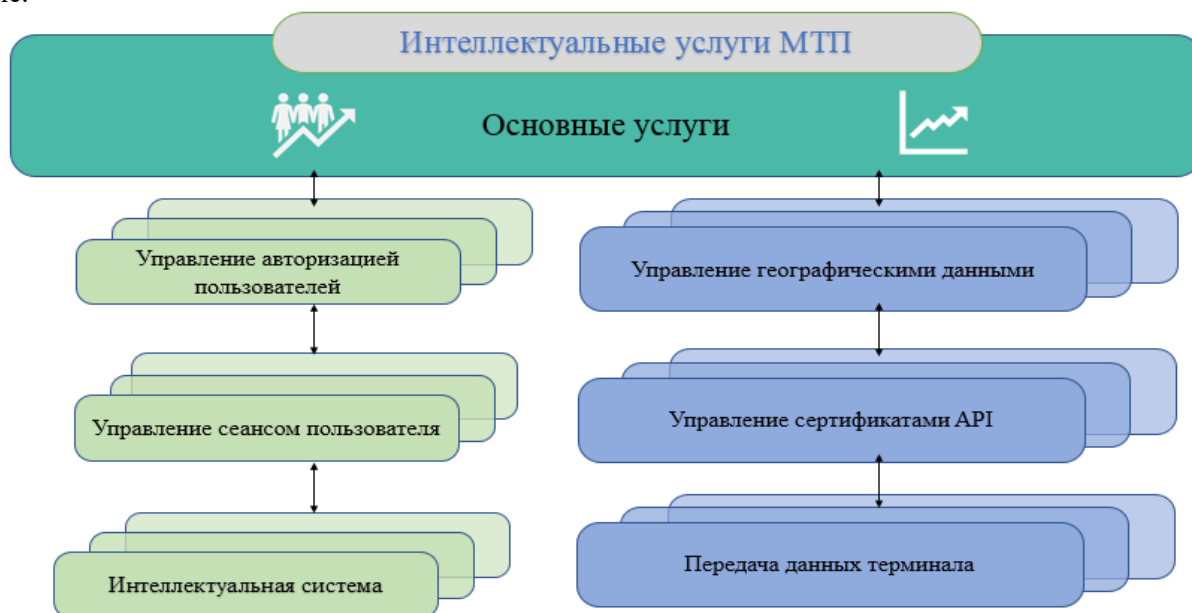 Интеллектуальные услуги МТП
Основные услуги
Управление авторизацией
пользователей
Управление сеансом пользователя
Интеллектуальная система
Управление географическими данными
Управление сертификатами API
Передача данных терминала